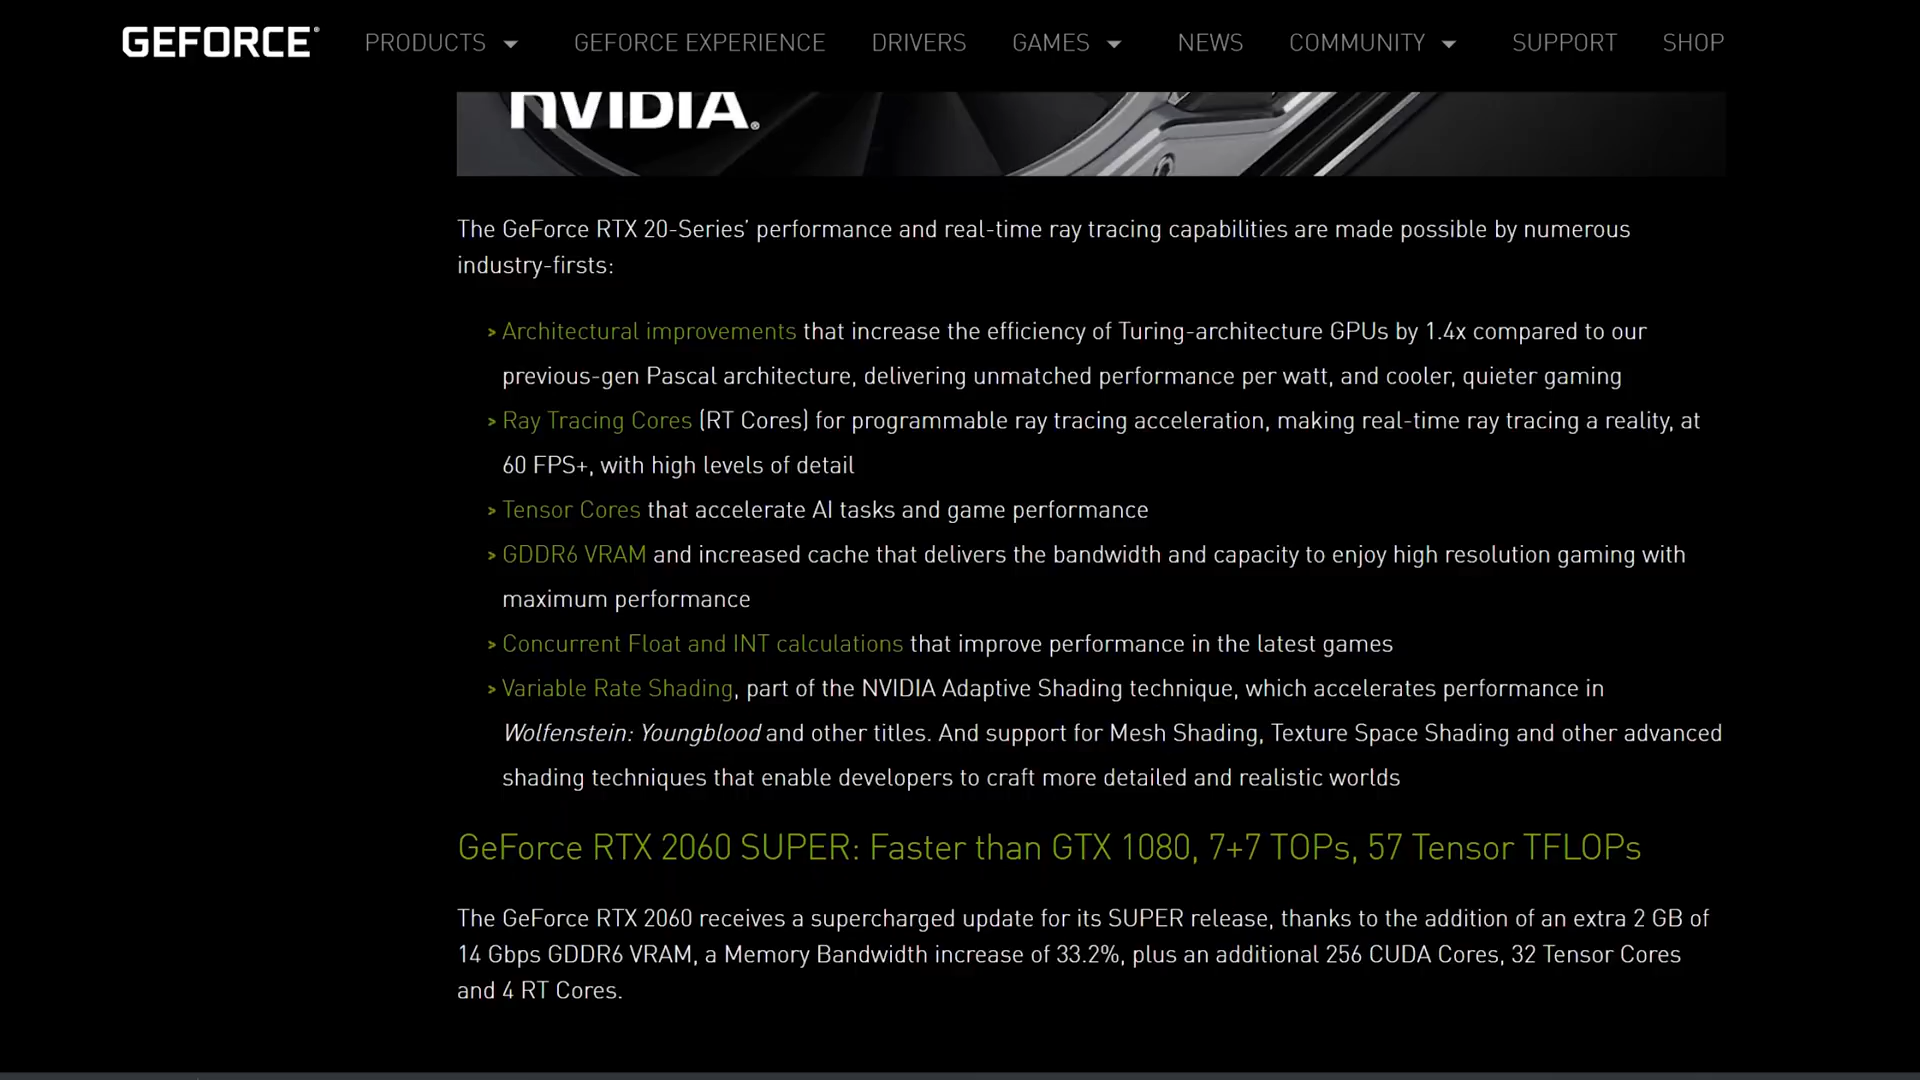 GEFORCE® PRODUCTS GEFORCE EXPERIENCE DRIVERS GAMES NEWS COMMUNITY SUPPORT SHOP
NVIDIA®
The GeForce RTX 20-Series’ performance and real-time ray tracing capabilities are made possible by numerous
industry-firsts:
> Architectural improvements that increase the efficiency of Turing-architecture GPUs by 1.4x compared to our
previous-gen Pascal architecture, delivering unmatched performance per watt, and cooler, quieter gaming
> Ray Tracing Cores (RT Cores) for programmable ray tracing acceleration, making real-time ray tracing a reality, at
60 FPS+, with high levels of detail
> Tensor Cores that accelerate AI tasks and game performance
> GDDR6 VRAM and increased cache that delivers the bandwidth and capacity to enjoy high resolution gaming with
maximum performance
> Concurrent Float and INT calculations that improve performance in the latest games
> Variable Rate Shading, part of the NVIDIA Adaptive Shading technique, which accelerates performance in
Wolfenstein: Youngblood and other titles. And support for Mesh Shading, Texture Space Shading and other advanced
shading techniques that enable developers to craft more detailed and realistic worlds
GeForce RTX 2060 SUPER: Faster than GTX 1080, 7+7 TOPs, 57 Tensor TFLOPs
The GeForce RTX 2060 receives a supercharged update for its SUPER release, thanks to the addition of an extra 2 GB of
14 Gbps GDDR6 VRAM, a Memory Bandwidth increase of 33.2%, plus an additional 256 CUDA Cores, 32 Tensor Cores
and 4 RT Cores.